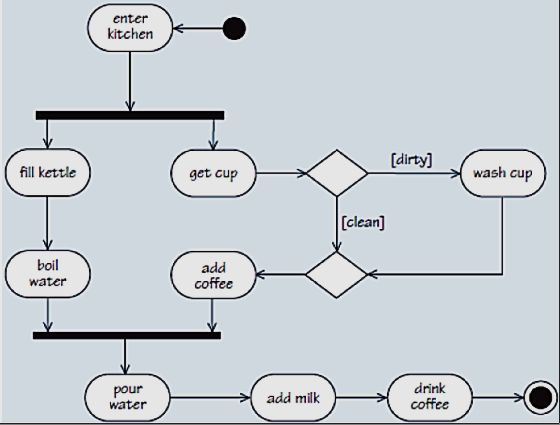 enter
kitchen
fill kettle
get cup
[dirty]
wash cup
[clean]
boil
water
add
coffee
pour
water
add milk
drink
coffee